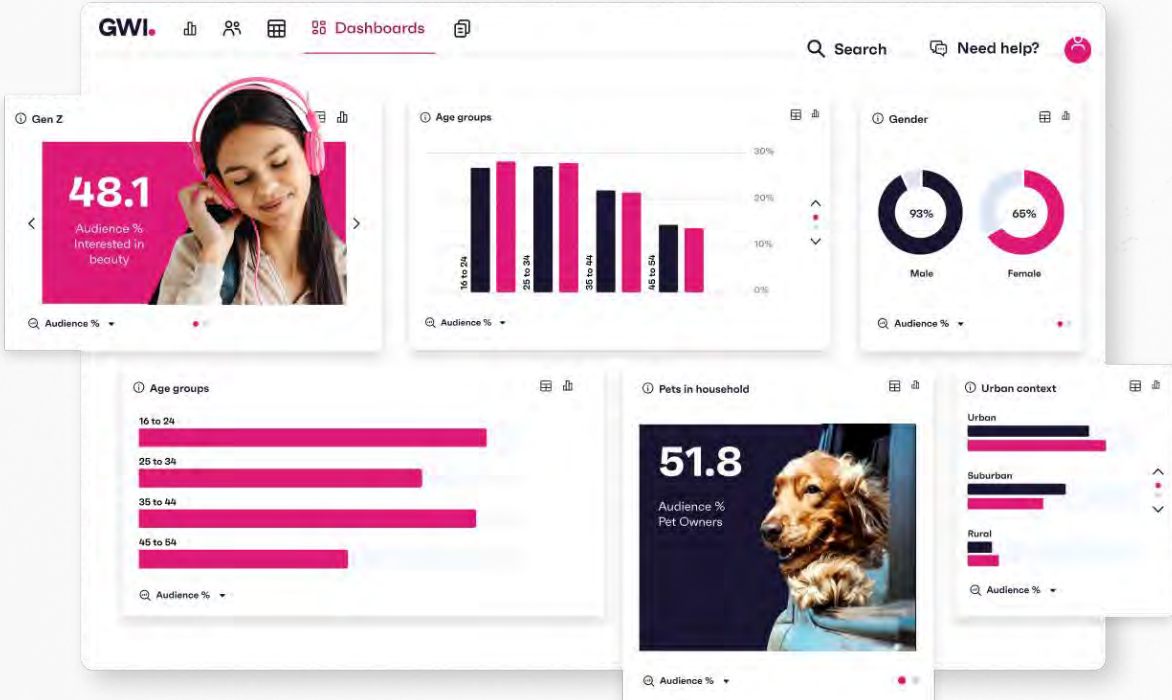 GWI.
Dashboards
Search
Need help?
Gen Z
48.1
Audience %
Interested in
beauty
Audience %
Age groups
30%
20%
10%
0%
16 to 24
25 to 34
35 to 44
45 to 54
Audience %
Gender
93%
65%
Male
Female
Audience %
Age groups
16 to 24
25 to 34
35 to 44
45 to 54
Audience %
Pets in household
51.8
Audience %
Pet Owners
Audience %
Urban context
Urban
Suburban
Rural
Audience %